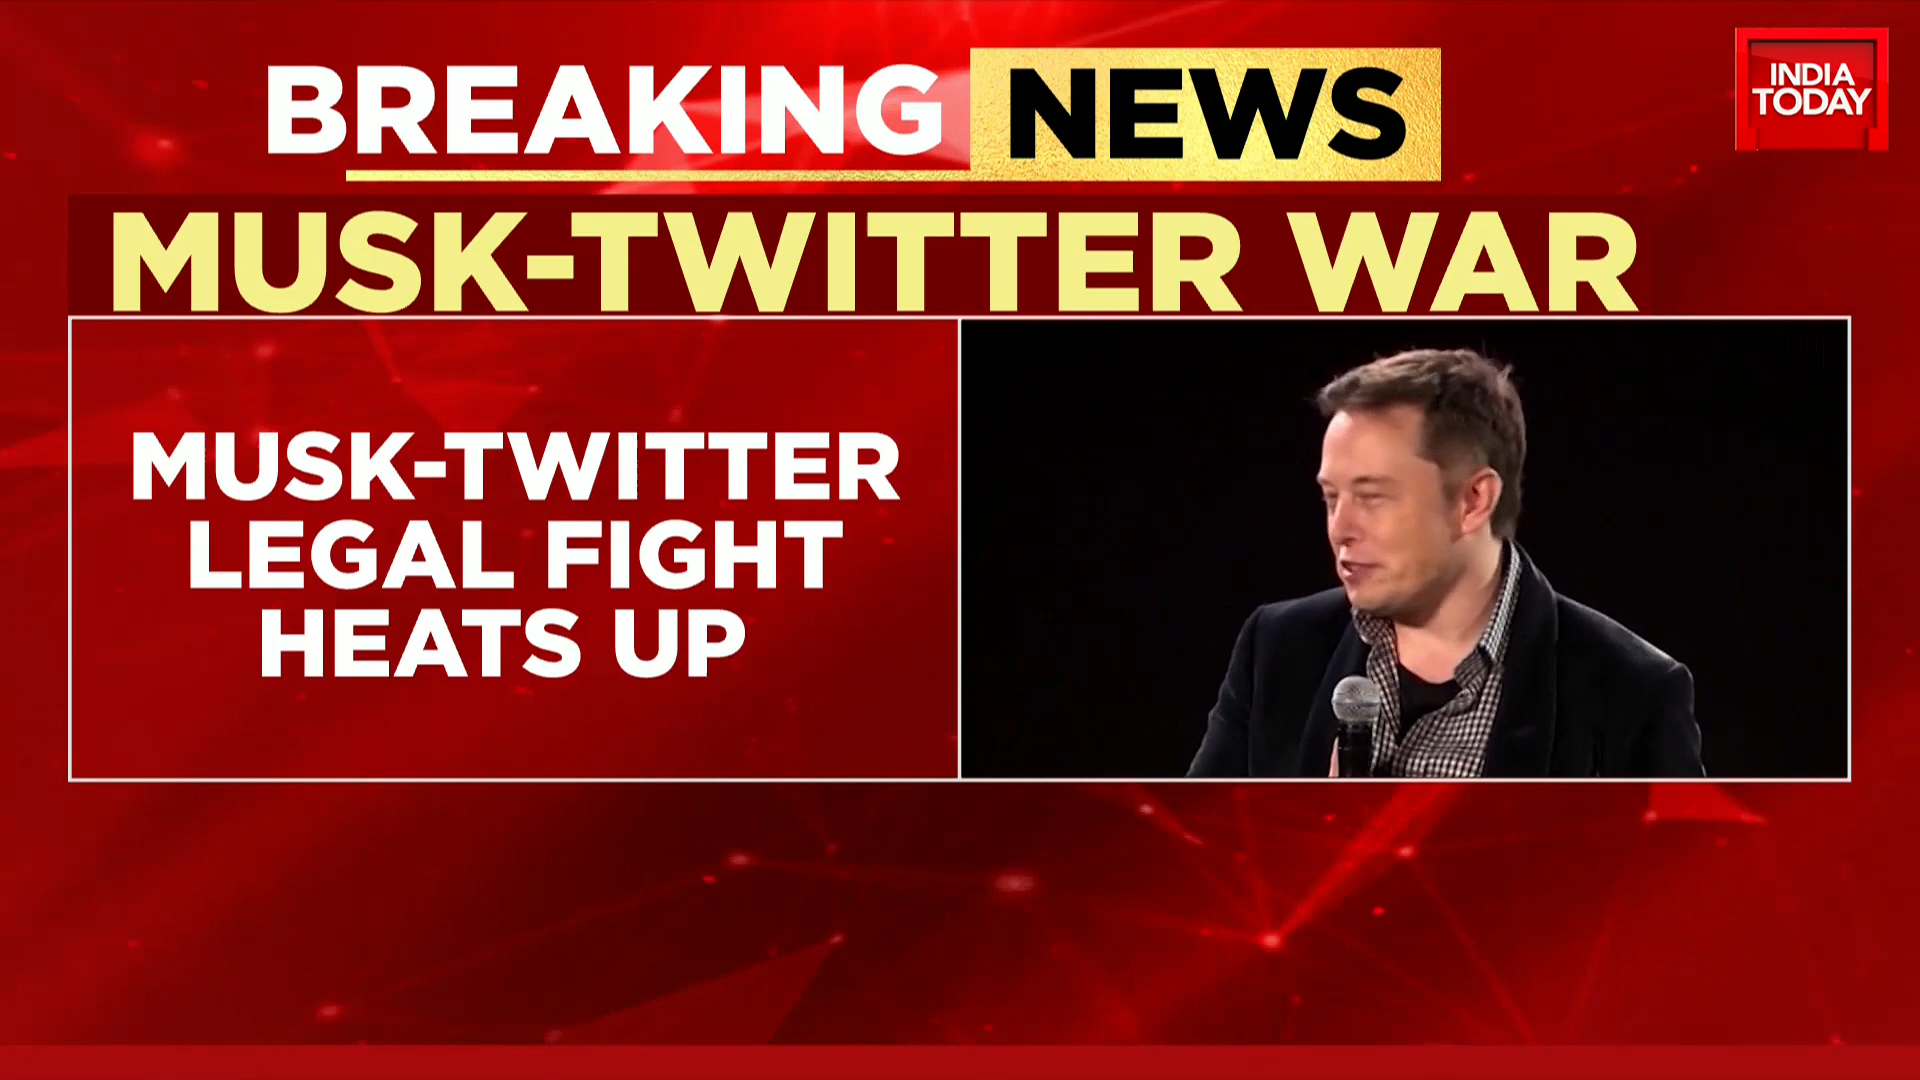 BREAKING NEWS
INDIA
TODAY
MUSK-TWITTER WAR
MUSK-TWITTER
LEGAL FIGHT
HEATS UP